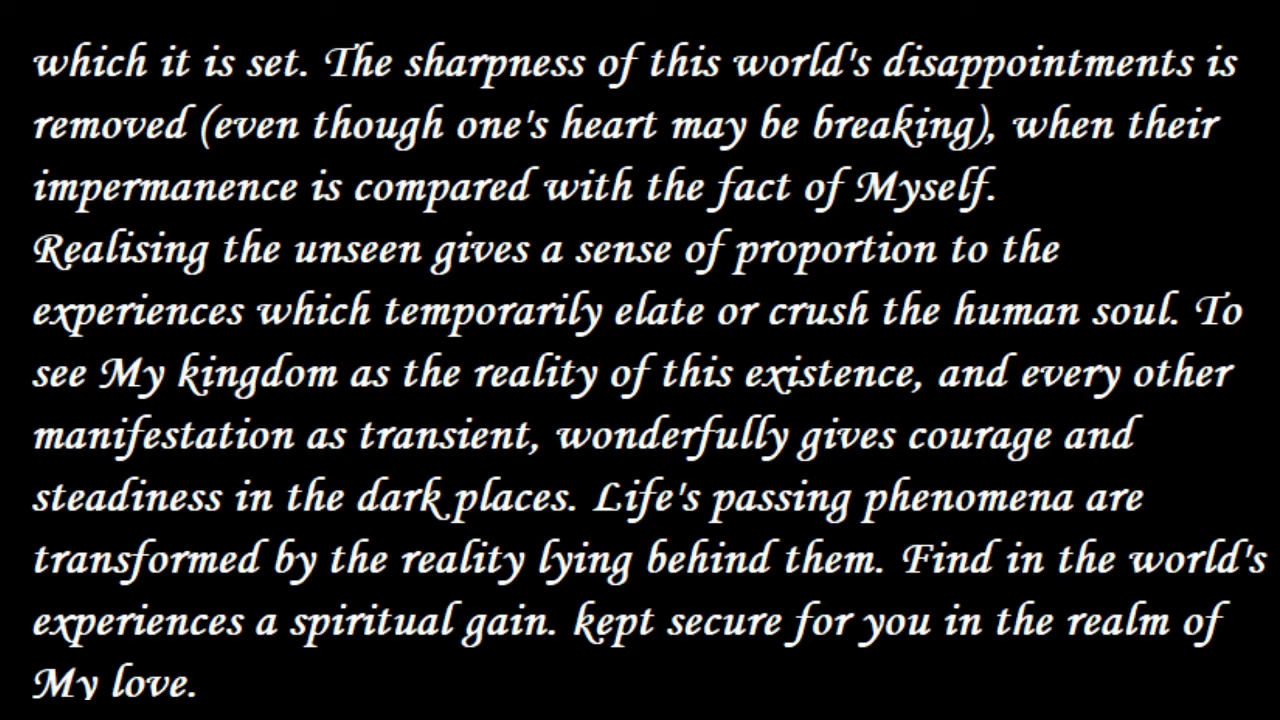 which it is set. The sharpness of this world's disappointments is
removed (even though one's heart may be breaking), when their
impermanence is compared with the fact of Myself.
Realising the unseen gives a sense of proportion to the
experiences which temporarily elate or crush the human soul. To
see My kingdom as the reality of this existence, and every other
manifestation as transient, wonderfully gives courage and
steadiness in the dark places. Life's passing phenomena are
transformed by the reality lying behind them. Find in the world's
experiences a spiritual gain. kept secure for you in the realm of
My love.